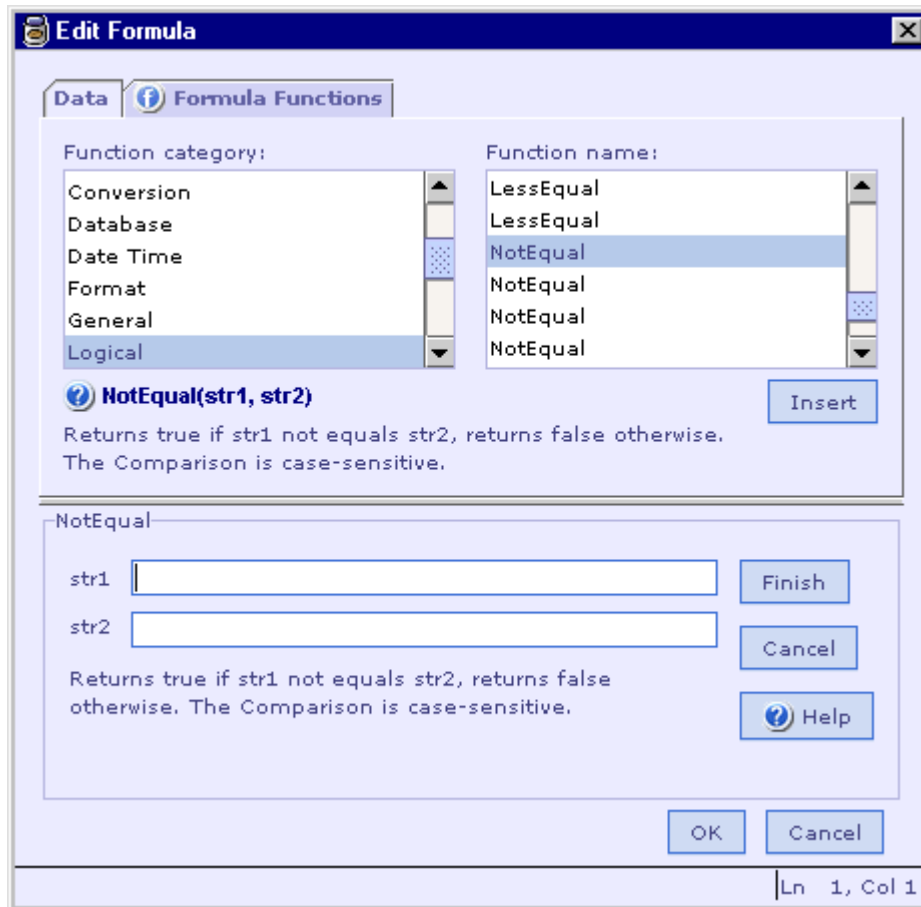 Edit Formula
Data
Formula Functions
Function category:
Conversion
Database
Date Time
Format
General
Logical
Function name:
LessEqual
LessEqual
NotEqual
NotEqual
NotEqual
NotEqual
NotEqual(str1, str2)
Insert
Returns true if str1 not equals str2, returns false otherwise.
The Comparison is case-sensitive.
NotEqual
str1
Finish
str2
Cancel
Returns true if str1 not equals str2, returns false
otherwise. The Comparison is case-sensitive.
Help
OK
Cancel
Ln 1, Col 1